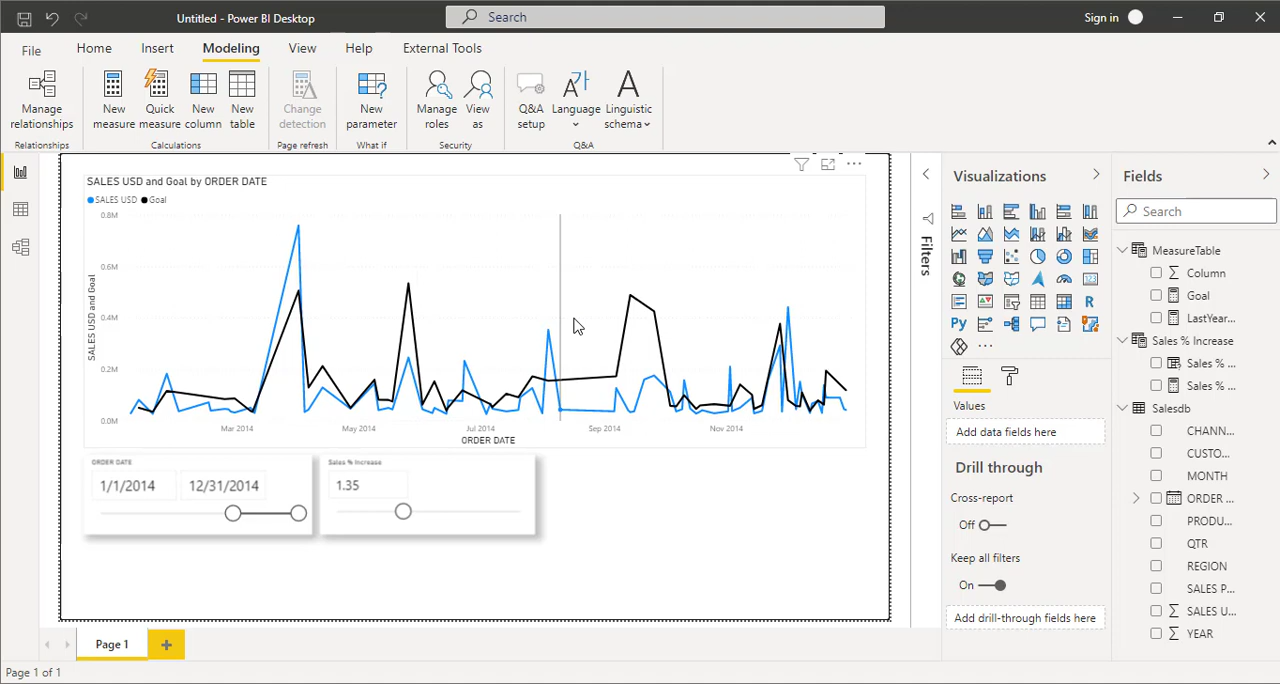 Untitled - Power BI Desktop
Search
Sign in
File
Home
Insert
Modeling
View
Help
External Tools
Manage relationships
New measure
Quick measure
New column
New table
Change detection
New parameter
Manage roles
View as
Q&A setup
Language
Linguistic schema
Relationships
Calculations
Page refresh
What if
Security
Q&A
SALES USD and Goal by ORDER DATE
SALES USD
Goal
SALES USD and Goal
0.8M
0.6M
0.4M
0.2M
0.0M
Mar 2014
May 2014
Jul 2014
Sep 2014
Nov 2014
ORDER DATE
ORDER DATE
1/1/2014
12/31/2014
Sales % Increase
1.35
Filters
Visualizations
R
Py
Values
Add data fields here
Drill through
Cross-report
Off
Keep all filters
On
Add drill-through fields here
Fields
Search
MeasureTable
Column
Goal
LastYear...
Sales % Increase
Sales % ...
Sales % ...
Salesdb
CHANN...
CUSTO...
MONTH
ORDER ...
PRODU...
QTR
REGION
SALES P...
SALES U...
YEAR
Page 1
Page 1 of 1